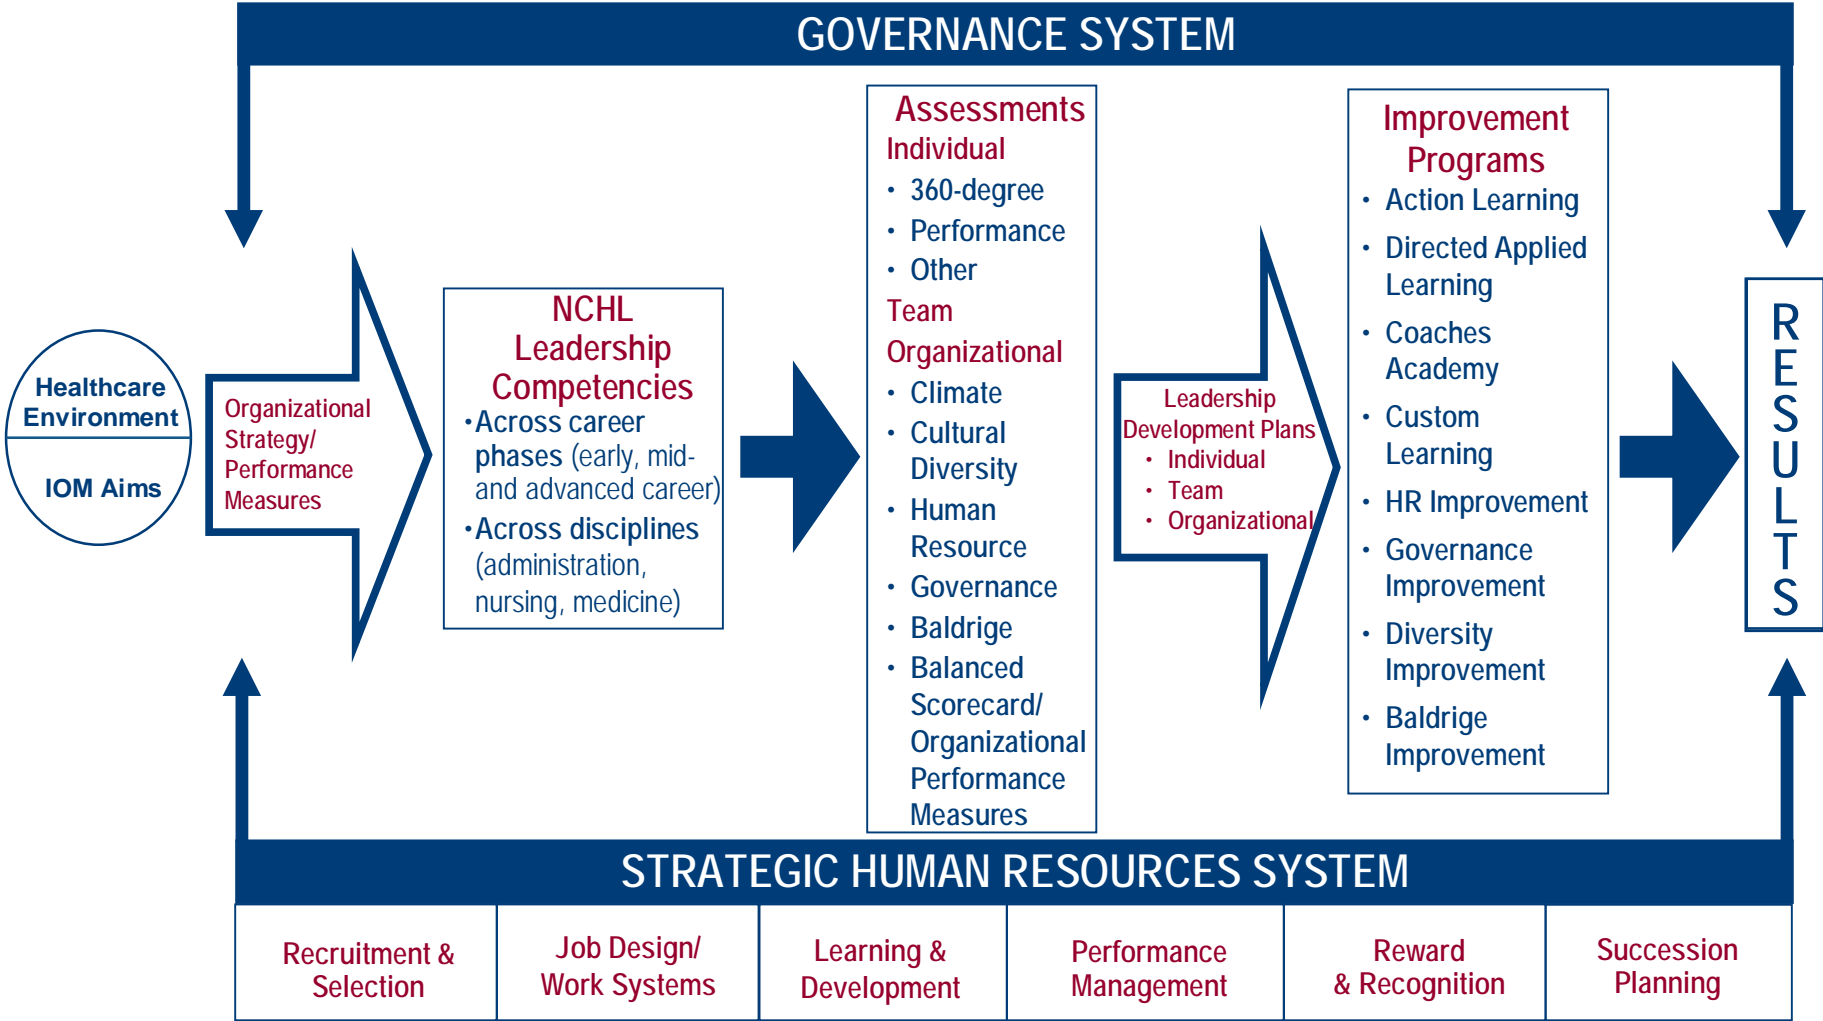 GOVERNANCE SYSTEM
Healthcare
Environment
IOM Aims
Organizational
Strategy/
Performance
Measures
NCHL
Leadership
Competencies
•Across career
phases (early, mid-
and advanced career)
•Across disciplines
(administration,
nursing, medicine)
Assessments
Individual
• 360-degree
• Performance
• Other
Team
Organizational
• Climate
• Cultural
Diversity
• Human
Resource
• Governance
• Baldrige
• Balanced
Scorecard/
Organizational
Performance
Measures
Leadership
Development Plans
• Individual
• Team
• Organizational
Improvement
Programs
• Action Learning
• Directed Applied
Learning
• Coaches
Academy
• Custom
Learning
• HR Improvement
• Governance
Improvement
• Diversity
Improvement
• Baldrige
Improvement
RESULTS
STRATEGIC HUMAN RESOURCES SYSTEM
Recruitment &
Selection
Job Design/
Work Systems
Learning &
Development
Performance
Management
Reward
& Recognition
Succession
Planning